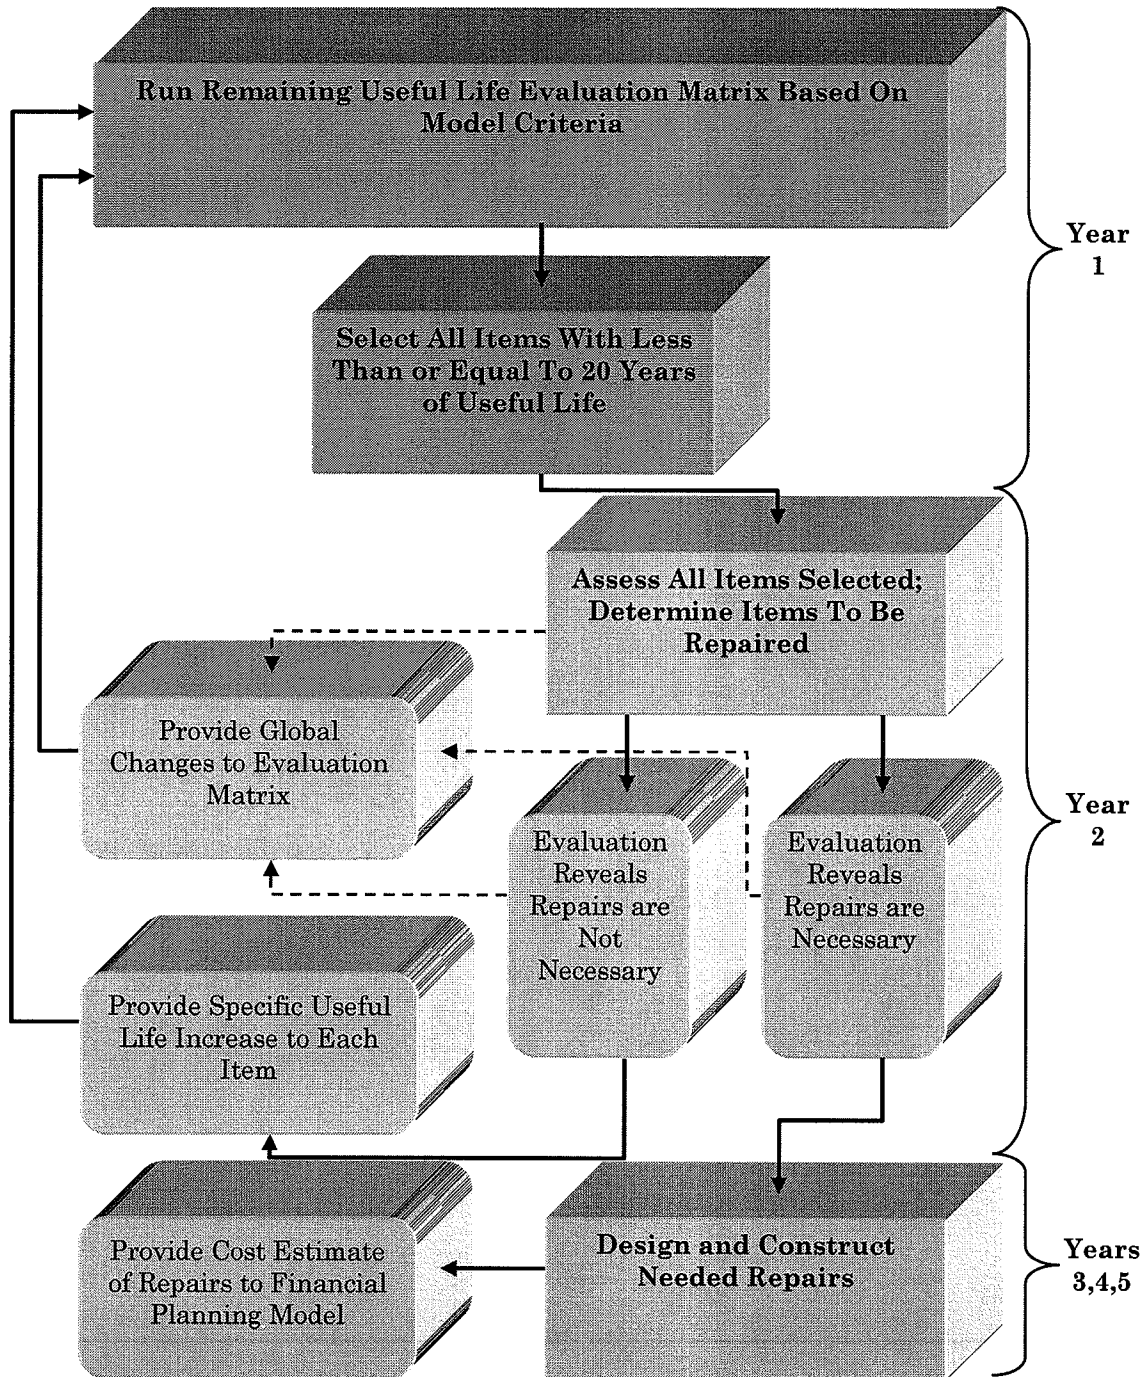 Run Remaining Useful Life Evaluation Matrix Based On
Model Criteria
Year
1
Select All Items With Less
Than or Equal To 20 Years
of Useful Life
Assess All Items Selected;
Determine Items To Be
Repaired
Provide Global
Changes to Evaluation
Matrix
Year
2
Evaluation
Reveals
Repairs are
Not
Necessary
Evaluation
Reveals
Repairs are
Necessary
Provide Specific Useful
Life Increase to Each
Item
Provide Cost Estimate
of Repairs to Financial
Planning Model
Design and Construct
Needed Repairs
Years
3,4,5